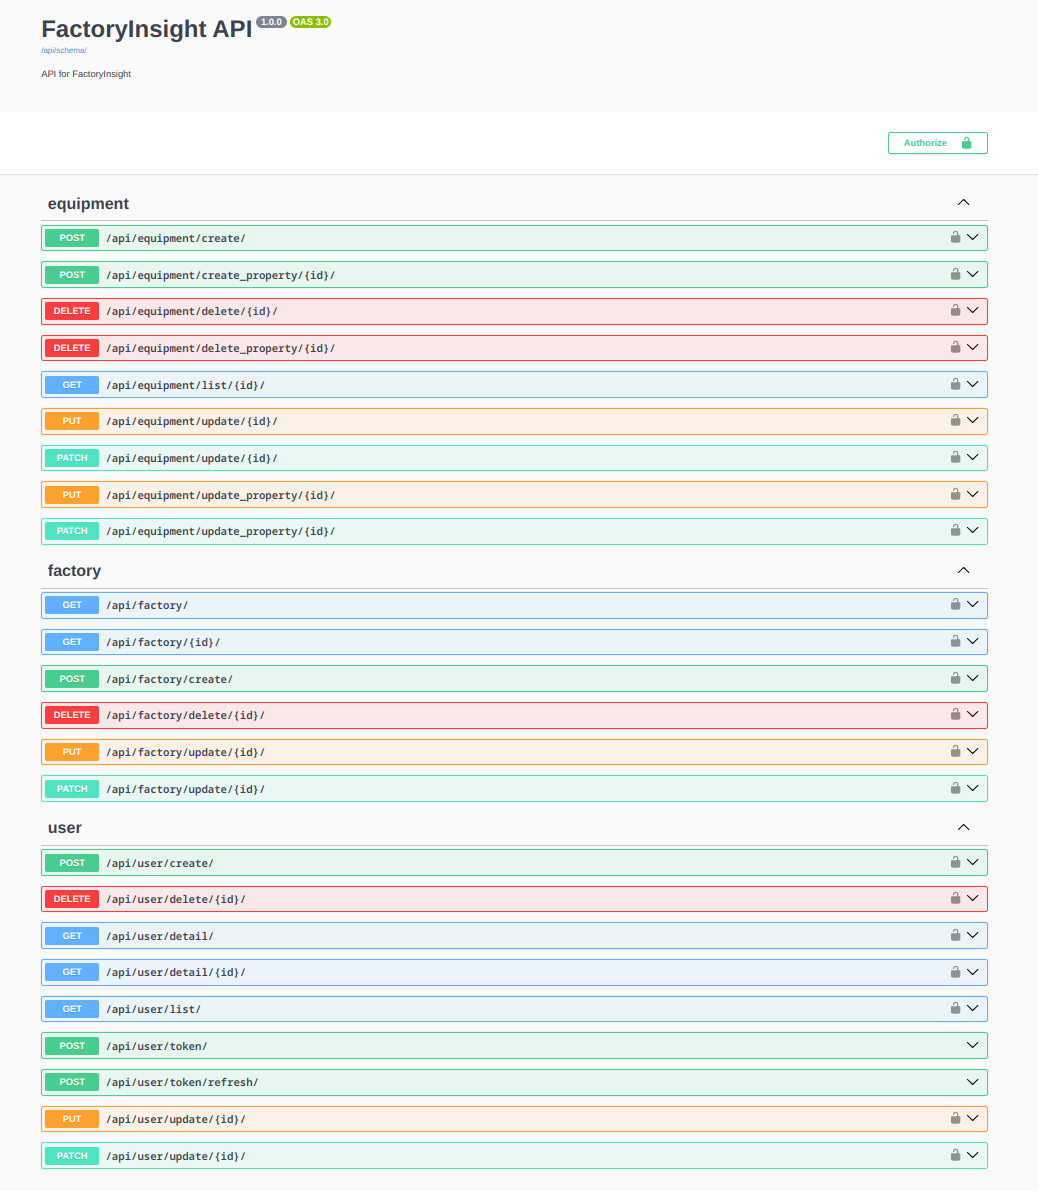 FactoryInsight API 1.0.0 OAS 3.0
/api/schema/
API for FactoryInsight
Authorize
equipment
POST /api/equipment/create/
POST /api/equipment/create_property/{id}/
DELETE /api/equipment/delete/{id}/
DELETE /api/equipment/delete_property/{id}/
GET /api/equipment/list/{id}/
PUT /api/equipment/update/{id}/
PATCH /api/equipment/update/{id}/
PUT /api/equipment/update_property/{id}/
PATCH /api/equipment/update_property/{id}/
factory
GET /api/factory/
GET /api/factory/{id}/
POST /api/factory/create/
DELETE /api/factory/delete/{id}/
PUT /api/factory/update/{id}/
PATCH /api/factory/update/{id}/
user
POST /api/user/create/
DELETE /api/user/delete/{id}/
GET /api/user/detail/
GET /api/user/detail/{id}/
GET /api/user/list/
POST /api/user/token/
POST /api/user/token/refresh/
PUT /api/user/update/{id}/
PATCH /api/user/update/{id}/